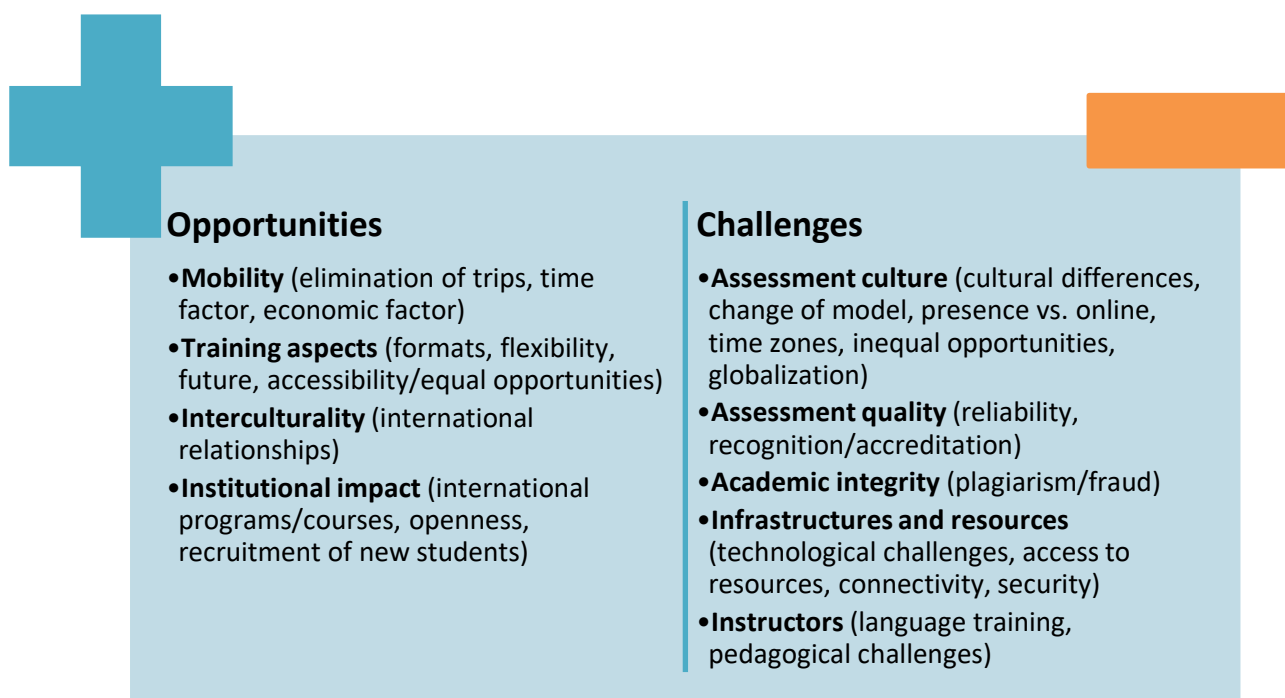 Opportunities
•Mobility (elimination of trips, time
factor, economic factor)
•Training aspects (formats, flexibility,
future, accessibility/equal opportunities)
•Interculturality (international
relationships)
•Institutional impact (international
programs/courses, openness,
recruitment of new students)
Challenges
•Assessment culture (cultural differences,
change of model, presence vs. online,
time zones, inequal opportunities,
globalization)
•Assessment quality (reliability,
recognition/accreditation)
•Academic integrity (plagiarism/fraud)
•Infrastructures and resources
(technological challenges, access to
resources, connectivity, security)
•Instructors (language training,
pedagogical challenges)